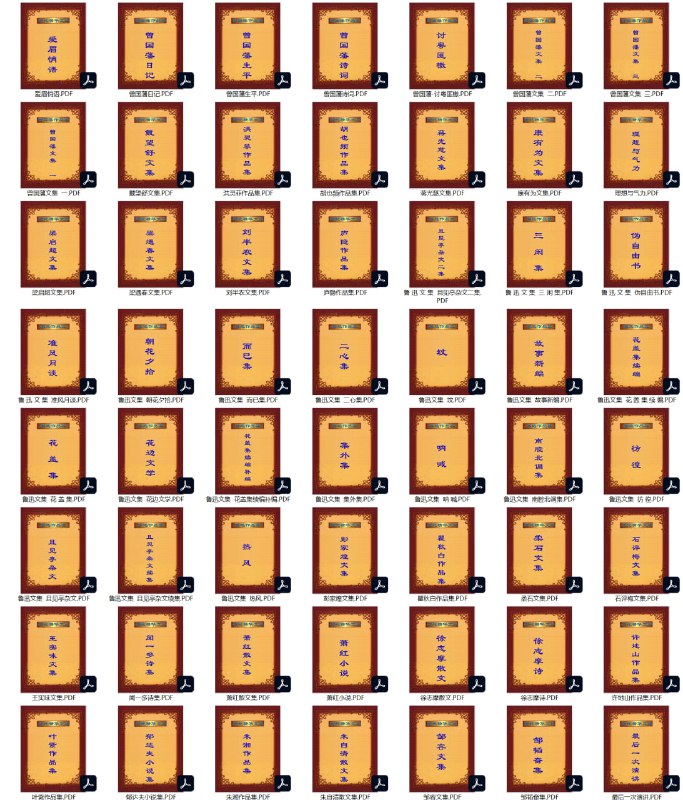 爱眉情语 曾国藩日记 曾国藩生平 曾国藩诗词 讨粤匪檄 曾国藩文集 二 曾国藩文集 三
爱眉情语.PDF 曾国藩日记.PDF 曾国藩生平.PDF 曾国藩诗词.PDF 曾国藩·讨粤匪檄.PDF 曾国藩文集 二.PDF 曾国藩文集 三.PDF
曾国藩文集 一 戴望舒文集 洪灵菲作品集 胡也频作品集 蒋光慈文集 康有为文集 理想与气力
曾国藩文集 一.PDF 戴望舒文集.PDF 洪灵菲作品集.PDF 胡也频作品集.PDF 蒋光慈文集.PDF 康有为文集.PDF 理想与气力.PDF
梁启超文集 梁遇春文集 刘半农文集 庐隐作品集 且见亭杂文二集 三闲集 伪自由书
梁启超文集.PDF 梁遇春文集.PDF 刘半农文集.PDF 庐隐作品集.PDF 鲁 迅 文 集 且见亭杂文二集. 鲁 迅 文 集 三 闲 集.PDF 鲁 迅 文 集 伪自由书.PDF
PDF
准风月谈 朝花夕拾 而已集 二心集 坟 故事新编 花盖集续编
鲁 迅 文 集 准风月谈.PDF 鲁迅文集 朝花夕拾.PDF 鲁迅文集 而已集.PDF 鲁迅文集 二心集.PDF 鲁迅文集 坟.PDF 鲁迅文集 故事新编.PDF 鲁迅文集 花 盖 集 续 编.PDF
花盖集 花边文学 花盖集续编补编 集外集 呐喊 南腔北调集 彷徨
鲁迅文集 花 盖 集.PDF 鲁迅文集 花边文学.PDF 鲁迅文集 花盖集续编补编.PDF 鲁迅文集 集外集.PDF 鲁迅文集 呐 喊.PDF 鲁迅文集 南腔北调集.PDF 鲁迅文集 彷 徨.PDF
且见亭杂文 且见亭杂文续集 热风 彭家煌文集 瞿秋白作品集 柔石文集 石评梅文集
鲁迅文集 且见亭杂文.PDF 鲁迅文集 且见亭杂文续集.PDF 鲁迅文集 热风.PDF 彭家煌文集.PDF 瞿秋白作品集.PDF 柔石文集.PDF 石评梅文集.PDF
王实味文集 闻一多诗集 萧红散文集 萧红小说 徐志摩散文 徐志摩诗 许地山作品集
王实味文集.PDF 闻一多诗集.PDF 萧红散文集.PDF 萧红小说.PDF 徐志摩散文.PDF 徐志摩诗.PDF 许地山作品集.PDF
叶紫作品集 郁达夫小说集 朱湘作品集 朱自清散文集 邹容文集 邹韬奋集 最后一次演讲
叶紫作品集.PDF 郁达夫小说集.PDF 朱湘作品集.PDF 朱自清散文集.PDF 邹容文集.PDF 邹韬奋集.PDF 最后一次演讲.PDF